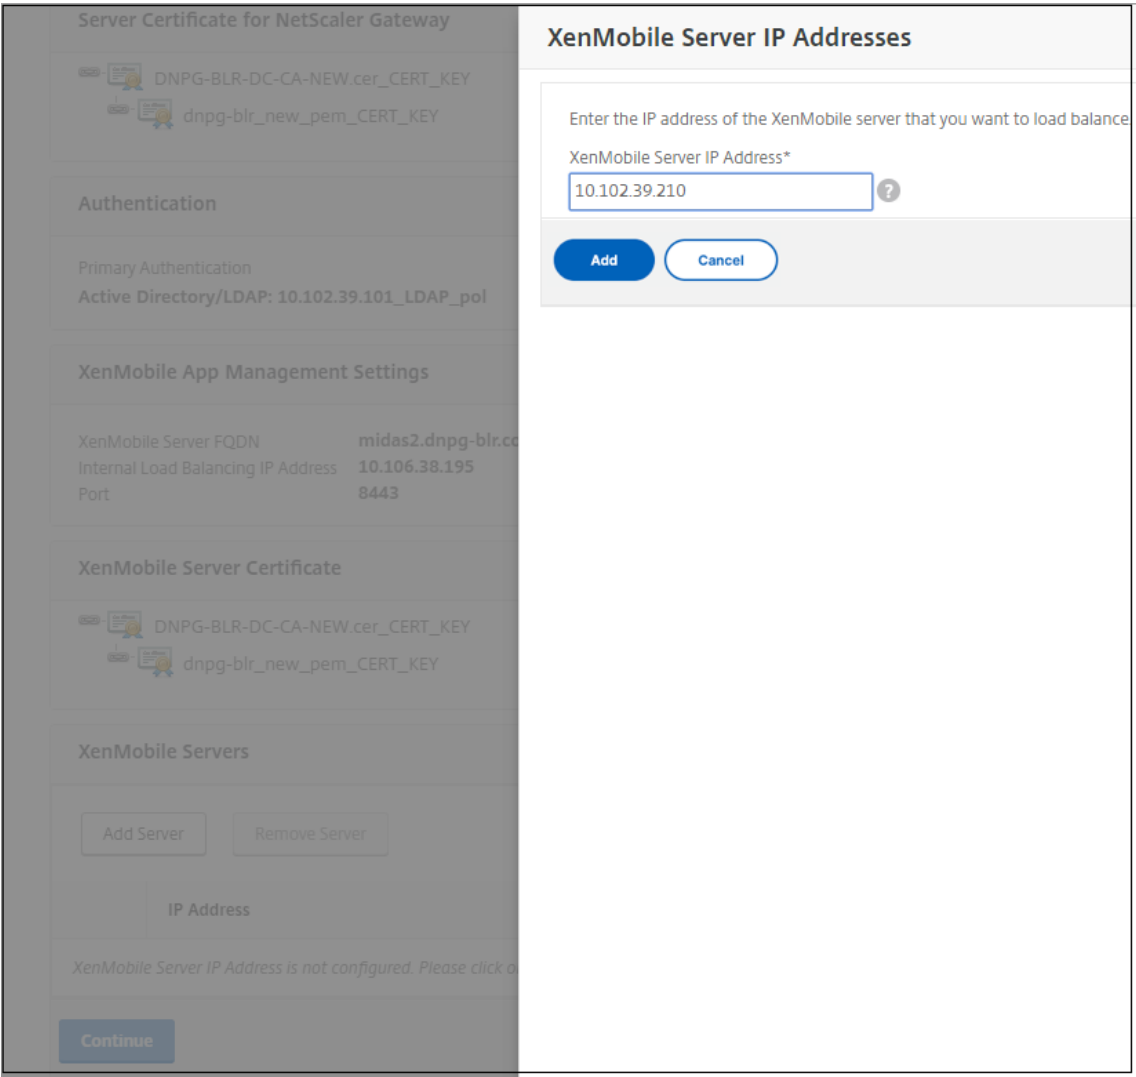 Server Certificate for NetScaler Gateway
DNPG-BLR-DC-CA-NEW.cer_CERT_KEY
dnpg-blr_new_pem_CERT_KEY
Authentication
Primary Authentication
Active Directory/LDAP: 10.102.39.101_LDAP_pol
XenMobile App Management Settings
XenMobile Server FQDN midas2.dnpg-blr.co
Internal Load Balancing IP Address 10.106.38.195
Port 8443
XenMobile Server Certificate
DNPG-BLR-DC-CA-NEW.cer_CERT_KEY
dnpg-blr_new_pem_CERT_KEY
XenMobile Servers
Add Server Remove Server
IP Address
XenMobile Server IP Address is not configured. Please click o
Continue
XenMobile Server IP Addresses
Enter the IP address of the XenMobile server that you want to load balance.
XenMobile Server IP Address*
10.102.39.210 ?
Add Cancel